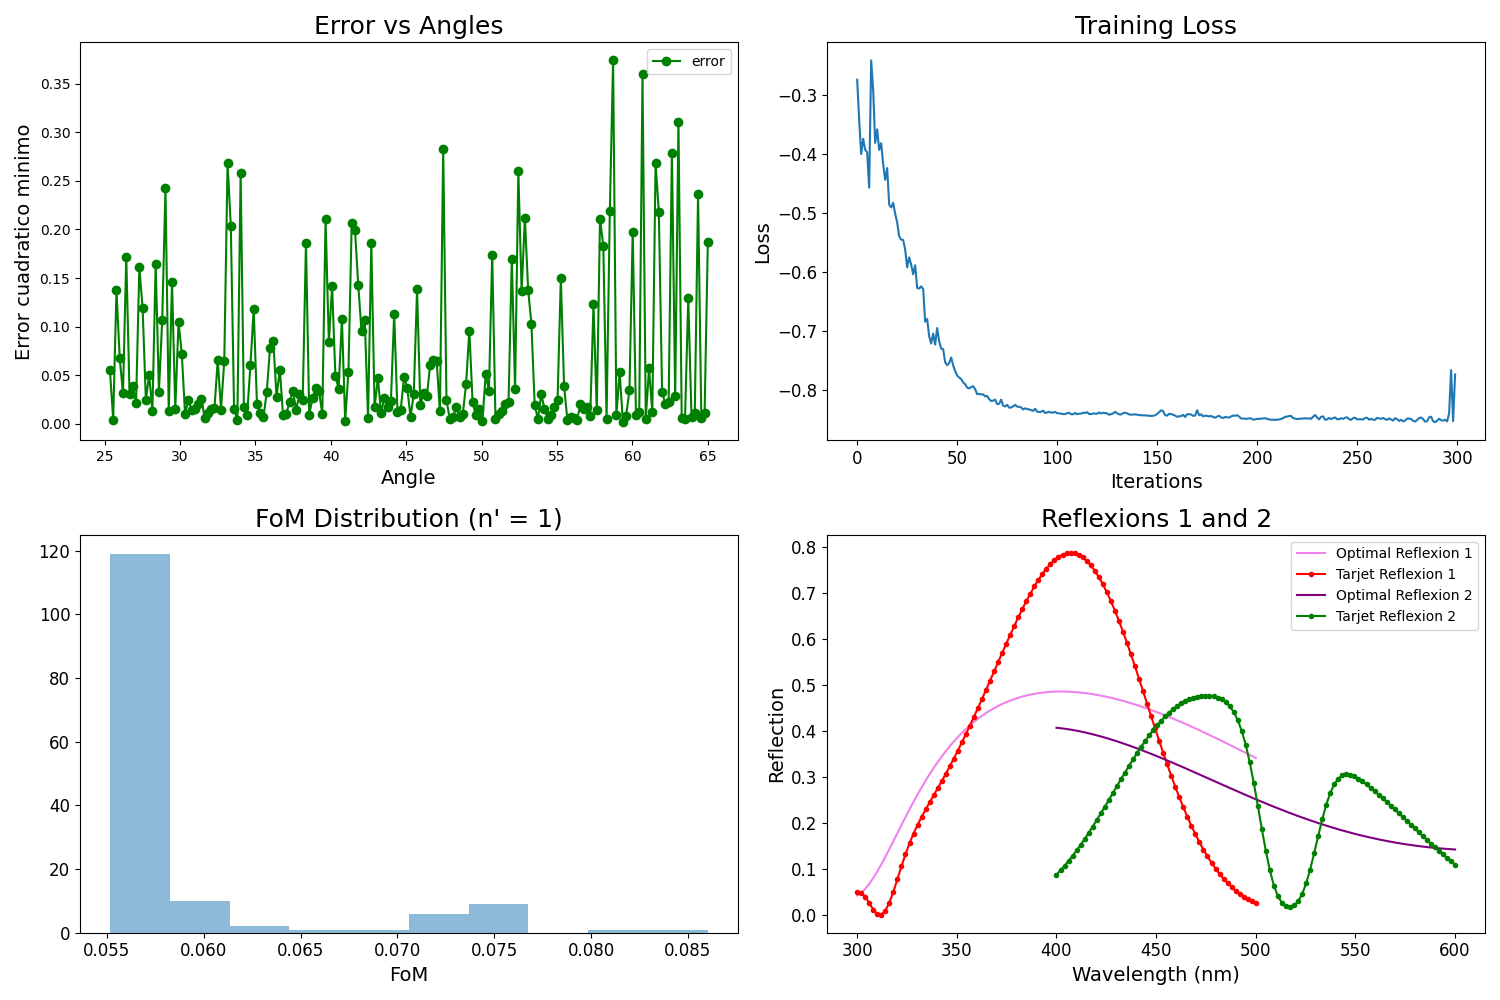 Error vs Angles
error
Error cuadratico minimo
0.35
0.30
0.25
0.20
0.15
0.10
0.05
0.00
25 30 35 40 45 50 55 60 65
Angle
Training Loss
Loss
−0.3
−0.4
−0.5
−0.6
−0.7
−0.8
0 50 100 150 200 250 300
Iterations
FoM Distribution (n' = 1)
120
100
80
60
40
20
0
0.055 0.060 0.065 0.070 0.075 0.080 0.085
FoM
Reflexions 1 and 2
Optimal Reflexion 1
Tarjet Reflexion 1
Optimal Reflexion 2
Tarjet Reflexion 2
Reflection
0.8
0.7
0.6
0.5
0.4
0.3
0.2
0.1
0.0
300 350 400 450 500 550 600
Wavelength (nm)